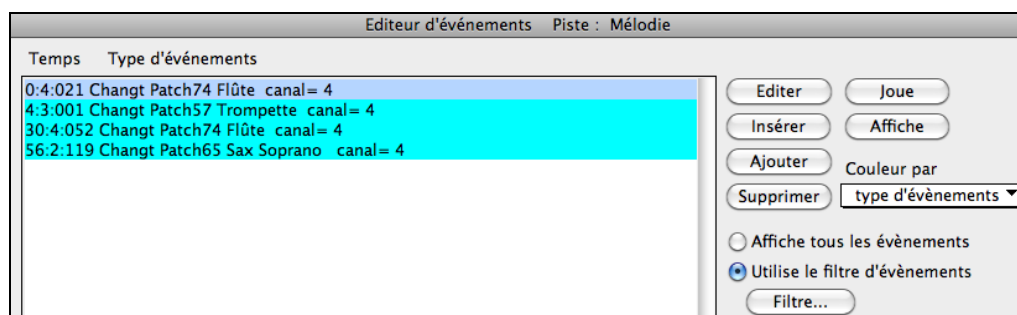 Editeur d'événements Piste : Mélodie
Temps Type d'événements
0:4:021 Changt Patch74 Flûte canal= 4
4:3:001 Changt Patch57 Trompette canal= 4
30:4:052 Changt Patch74 Flûte canal= 4
56:2:119 Changt Patch65 Sax Soprano canal= 4
Editer Joue
Insérer Affiche
Ajouter
Couleur par
Supprimer type d'évènements
Affiche tous les évènements
Utilise le filtre d'évènements
Filtre...